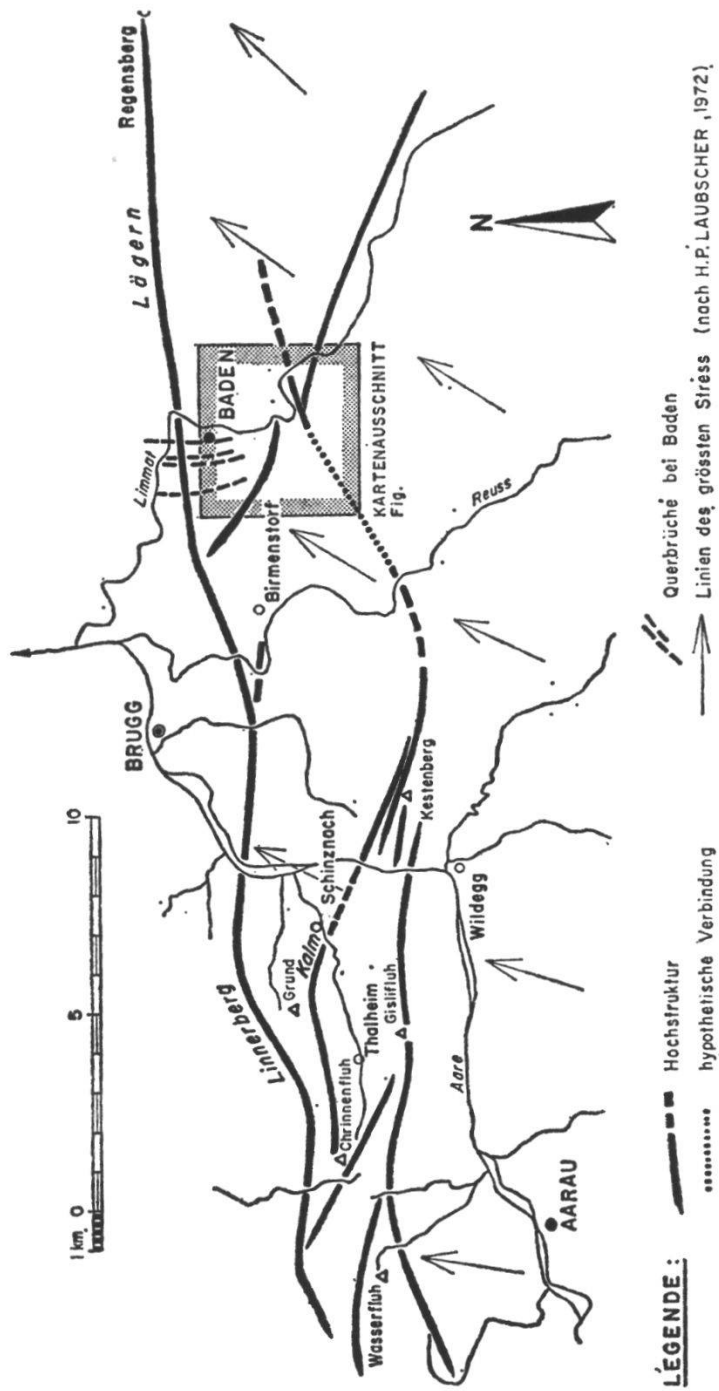 1 km. 0 5 10
Regensberg
Lägern
Limmat
BADEN
KARTENAUSSCHNITT
Fig.
BRUGG
Birmenstorf
Reuss
N
Linnerberg
Grund
Kalm
Schinznach
Chrinnenfluh
Thalheim
Gislifluh
Kestenberg
Wasserfluh
Wildegg
Aare
AARAU
LEGENDE :
Hochstruktur
hypothetische Verbindung
Querbrüche bei Baden
Linien des grössten Stress (nach H.P. LAUBSCHER, 1972)